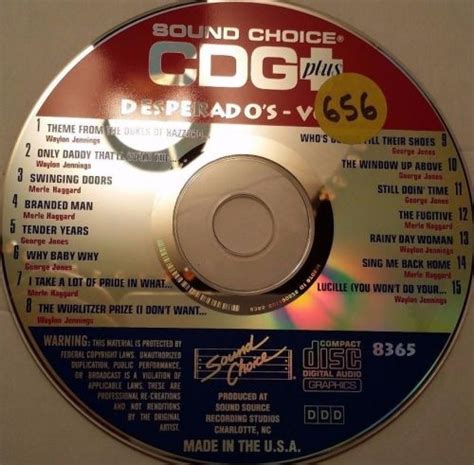 SOUND CHOICE®
CDG+ plus
DESPERADO'S - V
656
1 THEME FROM THE DUKES OF HAZZ
Waylon Jennings
2 ONLY DADDY THAT'LL
Waylon Jennings
3 SWINGING DOORS
Merle Haggard
4 BRANDED MAN
Merle Haggard
5 TENDER YEARS
George Jones
6 WHY BABY WHY
George Jones
7 I TAKE A LOT OF PRIDE IN WHAT...
Merle Haggard
8 THE WURLITZER PRIZE (I DON'T WANT...
Waylon Jennings
WHO'S THEIR SHOES 9
George Jones
THE WINDOW UP ABOVE 10
George Jones
STILL DOIN' TIME 11
George Jones
THE FUGITIVE 12
Merle Haggard
RAINY DAY WOMAN 13
Waylon Jennings
SING ME BACK HOME 14
Merle Haggard
LUCILLE (YOU WON'T DO YOUR... 15
Waylon Jennings
WARNING: THIS MATERIAL IS PROTECTED BY
FEDERAL COPYRIGHT LAWS. UNAUTHORIZED
DUPLICATION, PUBLIC PERFORMANCE,
OR BROADCAST IS A VIOLATION OF
APPLICABLE LAWS. THESE ARE
PROFESSIONAL RE-CREATIONS
AND NOT RENDITIONS
BY THE ORIGINAL
ARTIST.
Sound Choice
PRODUCED AT
SOUND SOURCE
RECORDING STUDIOS
CHARLOTTE, NC
COMPACT
disc
DIGITAL AUDIO
GRAPHICS
8365
DDD
MADE IN THE U.S.A.